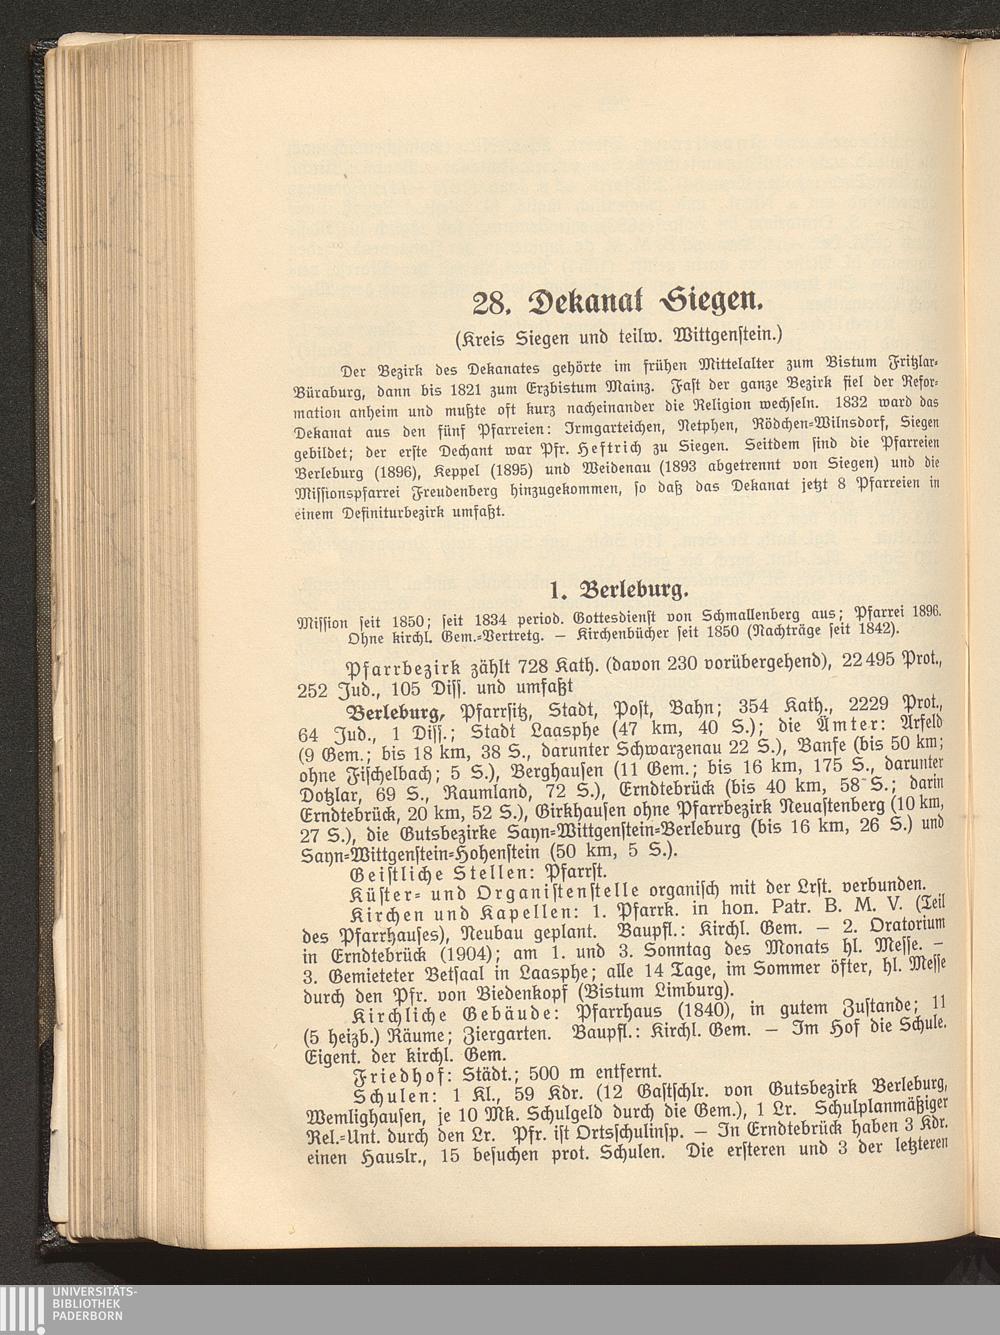 28. Dekanat Siegen.
(Kreis Siegen und teilw. Wittgenstein.)
Der Bezirk des Dekanates gehörte im frühen Mittelalter zum Bistum Fritzlar-
Büraburg, dann bis 1821 zum Erzbistum Mainz. Fast der ganze Bezirk fiel der Refor-
mation anheim und mußte oft kurz nacheinander die Religion wechseln. 1832 ward das
Dekanat aus den fünf Pfarreien: Irmgarteichen, Netphen, Rödchen-Wilnsdorf, Siegen
gebildet; der erste Dechant war Pfr. Heftrich zu Siegen. Seitdem sind die Pfarreien
Berleburg (1896), Keppel (1895) und Weidenau (1893 abgetrennt von Siegen) und die
Missionspfarrei Freudenberg hinzugekommen, so daß das Dekanat jetzt 8 Pfarreien in
einem Definiturbezirk umfaßt.
1. Berleburg.
Mission seit 1850; seit 1834 period. Gottesdienst von Schmallenberg aus; Pfarrei 1896.
Ohne kirchl. Gem.-Vertretg. — Kirchenbücher seit 1850 (Nachträge seit 1842).
Pfarrbezirk zählt 728 Kath. (davon 230 vorübergehend), 22 495 Prot.,
252 Jud., 105 Diss. und umfaßt
Berleburg, Pfarrsitz, Stadt, Post, Bahn; 354 Kath., 2229 Prot.,
64 Jud., 1 Diss.; Stadt Laasphe (47 km, 40 S.); die Ämter: Arfeld
(9 Gem.; bis 18 km, 38 S., darunter Schwarzenau 22 S.), Banfe (bis 50 km;
ohne Fischelbach; 5 S.), Berghausen (11 Gem.; bis 16 km, 175 S., darunter
Dotzlar, 69 S., Raumland, 72 S.), Erndtebrück (bis 40 km, 58 S.; darin
Erndtebrück, 20 km, 52 S.), Girkhausen ohne Pfarrbezirk Neuastenberg (10 km,
27 S.), die Gutsbezirke Sayn-Wittgenstein-Berleburg (bis 16 km, 26 S.) und
Sayn-Wittgenstein-Hohenstein (50 km, 5 S.).
Geistliche Stellen: Pfarrst.
Küster- und Organistenstelle organisch mit der Lrst. verbunden.
Kirchen und Kapellen: 1. Pfarrk. in hon. Patr. B. M. V. (Teil
des Pfarrhauses), Neubau geplant. Baupfl.: Kirchl. Gem. — 2. Oratorium
in Erndtebrück (1904); am 1. und 3. Sonntag des Monats hl. Messe. —
3. Gemieteter Betsaal in Laasphe; alle 14 Tage, im Sommer öfter, hl. Messe
durch den Pfr. von Biedenkopf (Bistum Limburg).
Kirchliche Gebäude: Pfarrhaus (1840), in gutem Zustande; 11
(5 heizb.) Räume; Ziergarten. Baupfl.: Kirchl. Gem. — Im Hof die Schule.
Eigent. der kirchl. Gem.
Friedhof: Städt.; 500 m entfernt.
Schulen: 1 Kl., 59 Kdr. (12 Gastschlr. von Gutsbezirk Berleburg,
Wemlighausen, je 10 Mk. Schulgeld durch die Gem.), 1 Lr. Schulplanmäßiger
Rel.-Unt. durch den Lr. Pfr. ist Ortsschulinsp. — In Erndtebrück haben 3 Kdr.
einen Hauslr., 15 besuchen prot. Schulen. Die ersteren und 3 der letzteren
UNIVERSITÄTS-
BIBLIOTHEK
PADERBORN